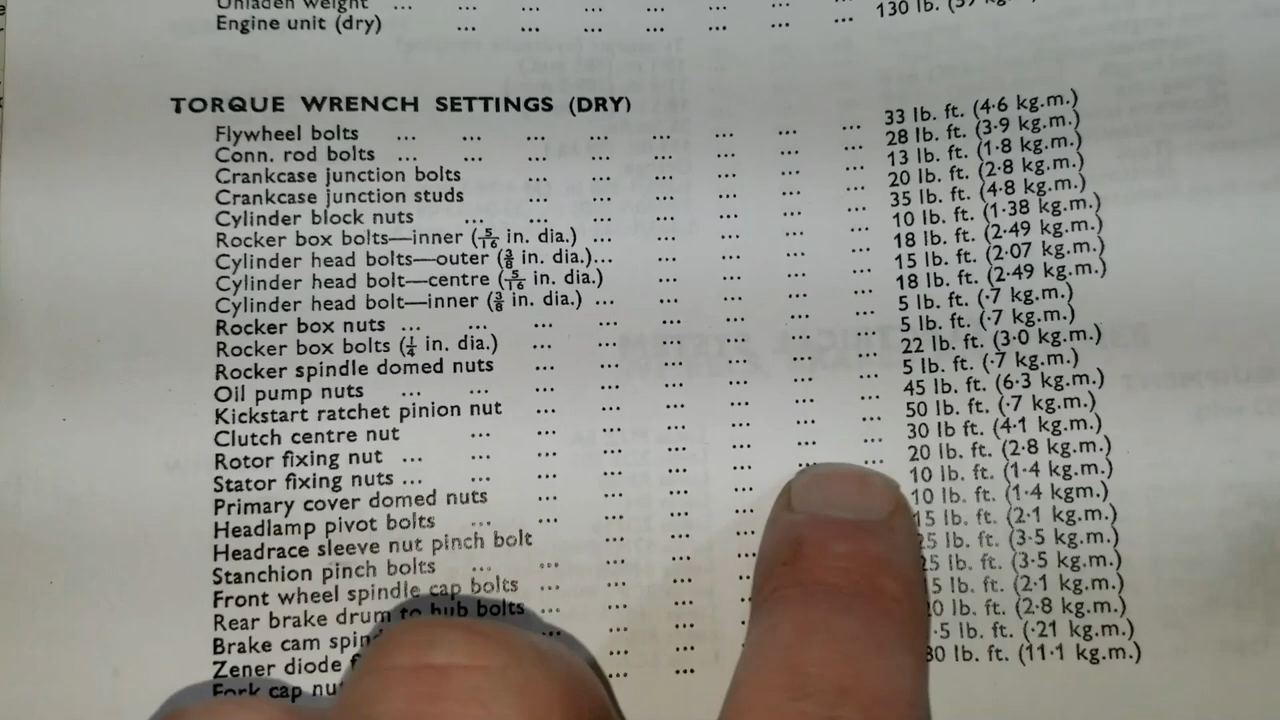 Unladen weight ... ... ... ... ... ... ...
Engine unit (dry) ... ... ... ... ... ... ... 130 lb.
TORQUE WRENCH SETTINGS (DRY)
Flywheel bolts ... ... ... ... ... ... ... ... 33 lb. ft. (4·6 kg.m.)
Conn. rod bolts ... ... ... ... ... ... ... ... 28 lb. ft. (3·9 kg.m.)
Crankcase junction bolts ... ... ... ... ... ... 13 lb. ft. (1·8 kg.m.)
Crankcase junction studs ... ... ... ... ... ... 20 lb. ft. (2·8 kg.m.)
Cylinder block nuts ... ... ... ... ... ... ... 35 lb. ft. (4·8 kg.m.)
Rocker box bolts—inner (5/16 in. dia.) ... ... ... ... ... 10 lb. ft. (1·38 kg.m.)
Cylinder head bolts—outer (3/8 in. dia.)... ... ... ... ... 18 lb. ft. (2·49 kg.m.)
Cylinder head bolt—centre (5/16 in. dia.) ... ... ... ... 15 lb. ft. (2·07 kg.m.)
Cylinder head bolt—inner (3/8 in. dia.) ... ... ... ... ... 18 lb. ft. (2·49 kg.m.)
Rocker box nuts ... ... ... ... ... ... ... ... 5 lb. ft. (·7 kg.m.)
Rocker box bolts (1/4 in. dia.) ... ... ... ... ... ... 5 lb. ft. (·7 kg.m.)
Rocker spindle domed nuts ... ... ... ... ... ... 22 lb. ft. (3·0 kg.m.)
Oil pump nuts ... ... ... ... ... ... ... ... 5 lb. ft. (·7 kg.m.)
Kickstart ratchet pinion nut ... ... ... ... ... ... 45 lb. ft. (6·3 kg.m.)
Clutch centre nut ... ... ... ... ... ... ... 50 lb. ft. (·7 kg.m.)
Rotor fixing nut ... ... ... ... ... ... ... ... 30 lb ft. (4·1 kg.m.)
Stator fixing nuts ... ... ... ... ... ... ... ... 20 lb. ft. (2·8 kg.m.)
Primary cover domed nuts ... ... ... ... 10 lb. ft. (1·4 kg.m.)
Headlamp pivot bolts ... ... ... ... ... 10 lb. ft. (1·4 kgm.)
Headrace sleeve nut pinch bolt ... ... ... 15 lb. ft. (2·1 kg.m.)
Stanchion pinch bolts ... ... ... ... ... 25 lb. ft. (3·5 kg.m.)
Front wheel spindle cap bolts ... ... ... ... 25 lb. ft. (3·5 kg.m.)
Rear brake drum to hub bolts ... ... ... ... lb. ft. (2·1 kg.m.)
Brake cam ... ... ... lb. ft. (2·8 kg.m.)
Zener diode ... ... lb. ft. (·21 kg.m.)
Fork cap ... ... lb. ft. (11·1 kg.m.)